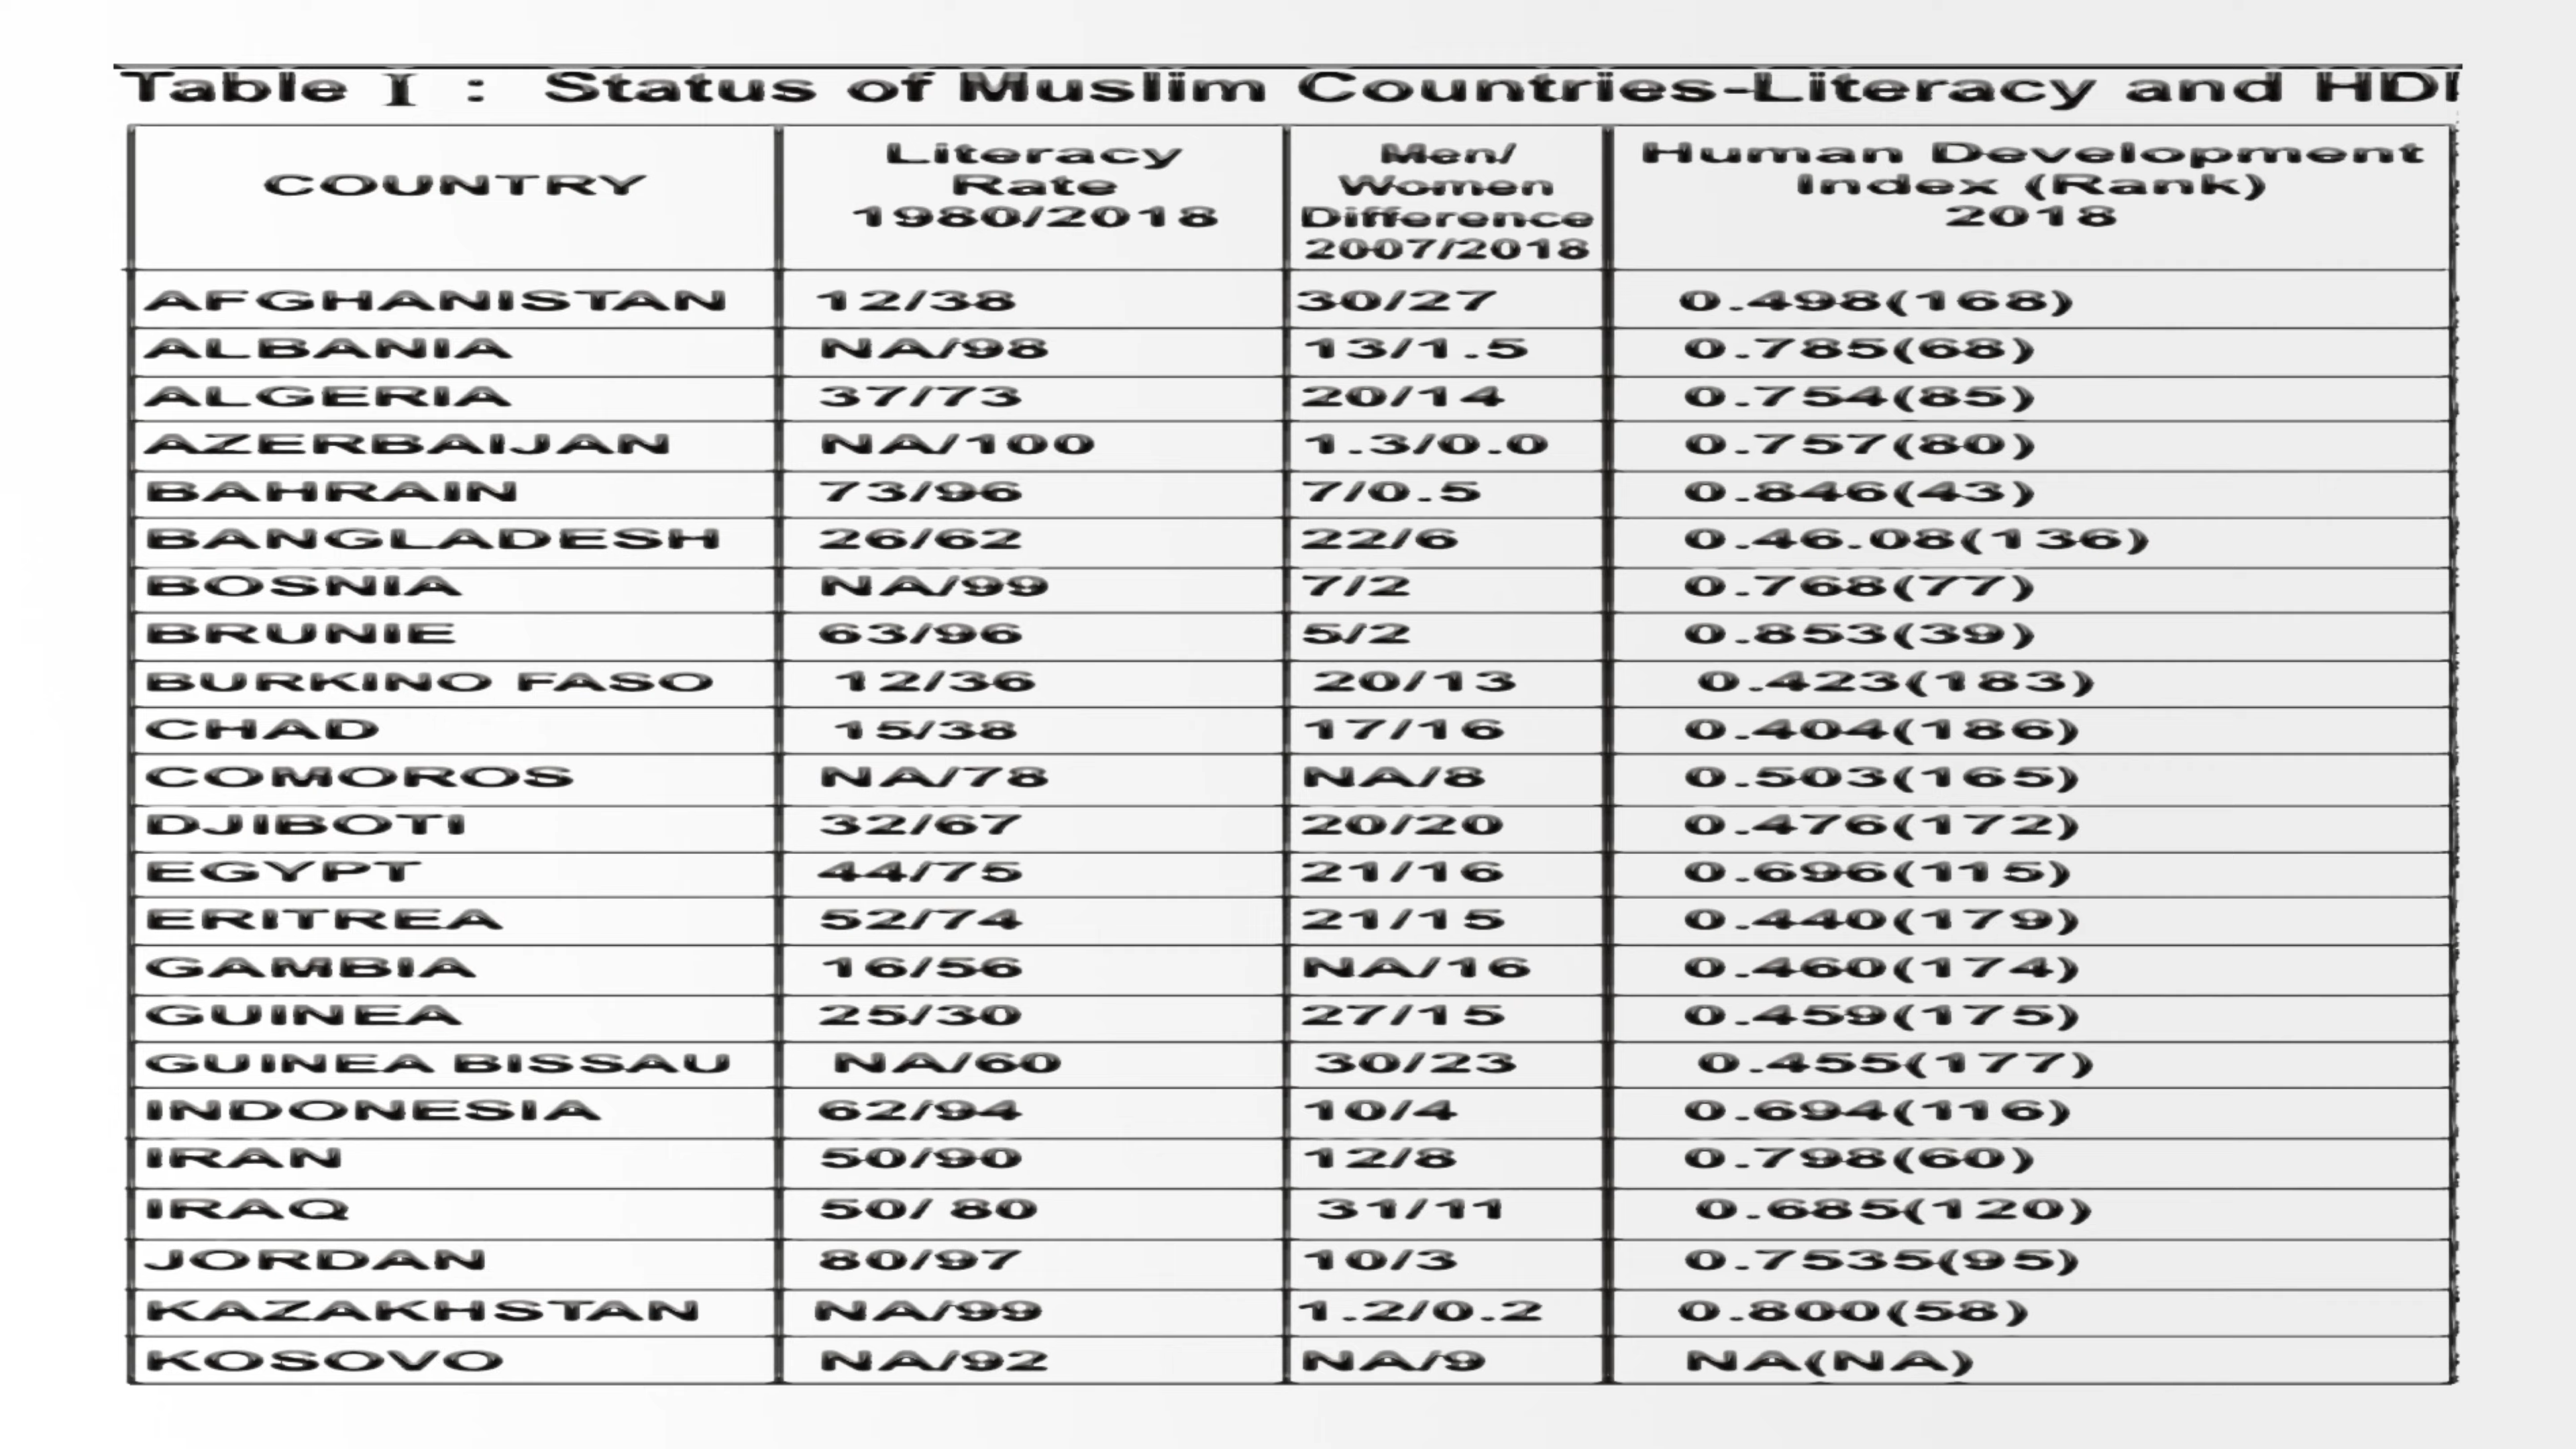 Table I : Status of Muslim Countries-Literacy and HDI
COUNTRY
Literacy
Rate
1980/2018
Men/
Women
Difference
2007/2018
Human Development
Index (Rank)
2018
AFGHANISTAN 12/38 30/27 0.498(168)
ALBANIA NA/98 13/1.5 0.785(68)
ALGERIA 37/73 20/14 0.754(85)
AZERBAIJAN NA/100 1.3/0.0 0.757(80)
BAHRAIN 73/96 7/0.5 0.846(43)
BANGLADESH 26/62 22/6 0.46.08(136)
BOSNIA NA/99 7/2 0.768(77)
BRUNIE 63/96 5/2 0.853(39)
BURKINO FASO 12/36 20/13 0.423(183)
CHAD 15/38 17/16 0.404(186)
COMOROS NA/78 NA/8 0.503(165)
DJIBOTI 32/67 20/20 0.476(172)
EGYPT 44/75 21/16 0.696(115)
ERITREA 52/74 21/15 0.440(179)
GAMBIA 16/56 NA/16 0.460(174)
GUINEA 25/30 27/15 0.459(175)
GUINEA BISSAU NA/60 30/23 0.455(177)
INDONESIA 62/94 10/4 0.694(116)
IRAN 50/90 12/8 0.798(60)
IRAQ 50/ 80 31/11 0.685(120)
JORDAN 80/97 10/3 0.7535(95)
KAZAKHSTAN NA/99 1.2/0.2 0.800(58)
KOSOVO NA/92 NA/9 NA(NA)